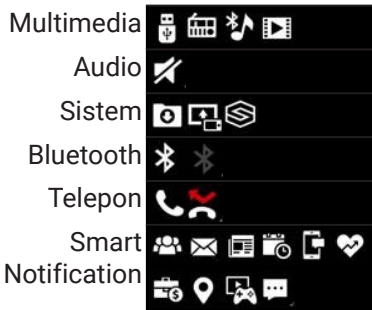 Multimedia
Audio
Sistem
Bluetooth
Telepon
Smart
Notification